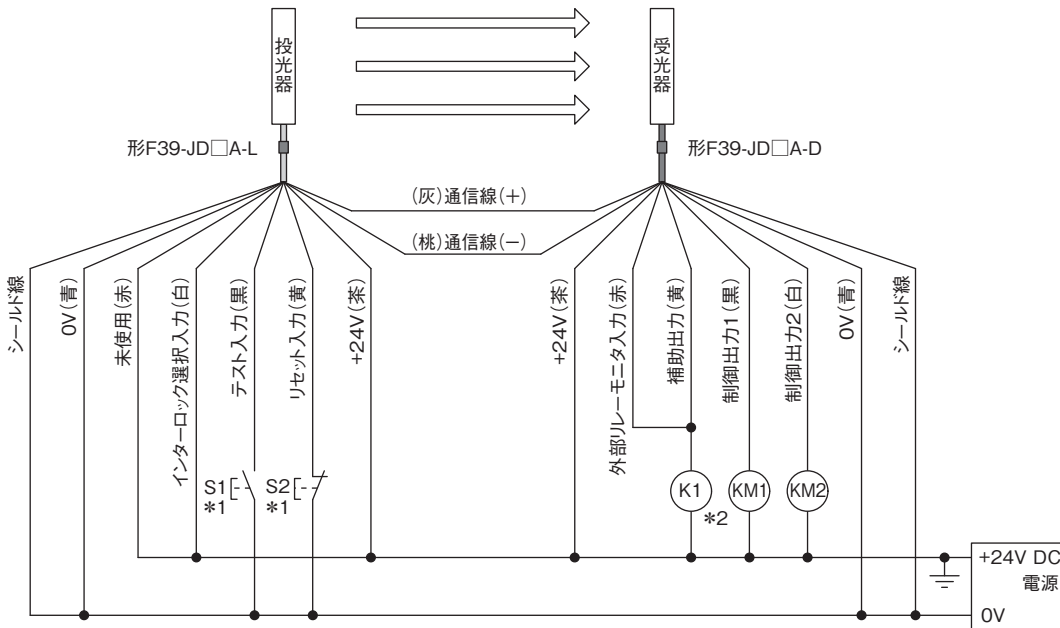 投光器
受光器
形F39-JD□A-L
形F39-JD□A-D
(灰)通信線(+)
(桃)通信線(−)
シールド線
0V(青)
未使用(赤)
インターロック選択入力(白)
テスト入力(黒)
リセット入力(黄)
+24V(茶)
+24V(茶)
外部リレーモニタ入力(赤)
補助出力(黄)
制御出力1(黒)
制御出力2(白)
0V(青)
シールド線
S1
*1
S2
*1
K1
*2
KM1
KM2
+24V DC
電源
0V